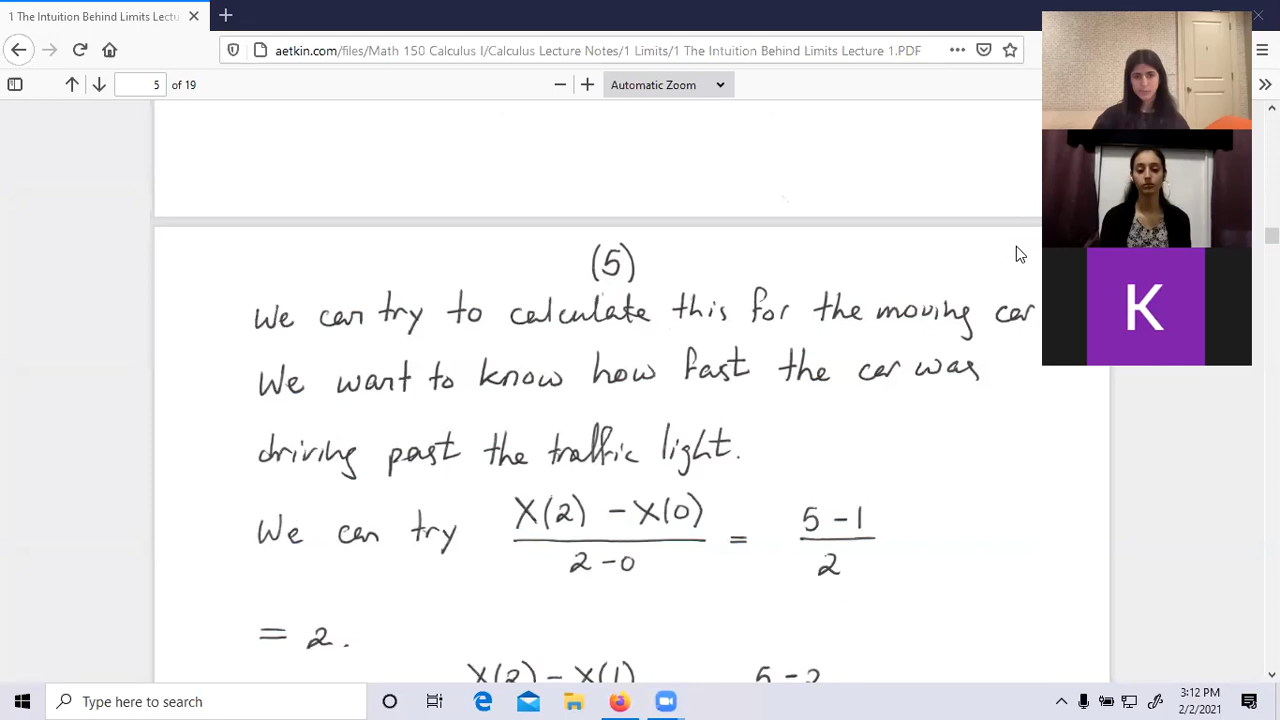 1 The Intuition Behind Limits Lectu
aetkin.com/files/Math 150 Calculus I/Calculus Lecture Notes/1 Limits/1 The Intuition Behind Limits Lecture 1.PDF
5 of 19
Automatic Zoom
(5)
We can try to calculate this for the moving car
We want to know how fast the car was
driving past the traffic light.
We can try X(2) - X(0) / 2 - 0 = 5 - 1 / 2
= 2.
X(2) - X(1) 5 - 2
K
Type here to search
3:12 PM
2/2/2021